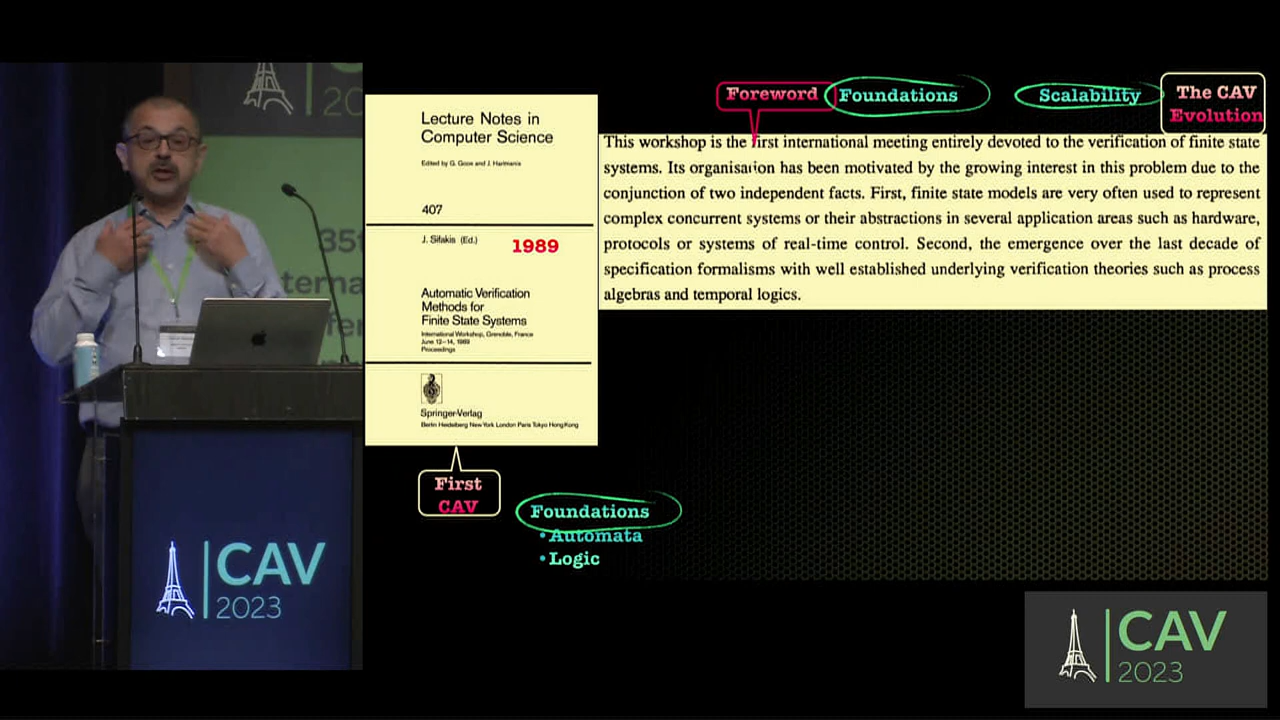 20
35t
terna
fer
Lecture Notes in
Computer Science
Edited by G. Goos and J. Hartmanis
407
J. Sifakis (Ed.)
1989
Automatic Verification
Methods for
Finite State Systems
International Workshop, Grenoble, France
June 12–14, 1989
Proceedings
Springer-Verlag
Berlin Heidelberg New York London Paris Tokyo Hong Kong
First
CAV
Foundations
• Automata
• Logic
Foreword
Foundations
Scalability
The CAV
Evolution
This workshop is the first international meeting entirely devoted to the verification of finite state
systems. Its organisation has been motivated by the growing interest in this problem due to the
conjunction of two independent facts. First, finite state models are very often used to represent
complex concurrent systems or their abstractions in several application areas such as hardware,
protocols or systems of real-time control. Second, the emergence over the last decade of
specification formalisms with well established underlying verification theories such as process
algebras and temporal logics.
CAV
2023
CAV
2023